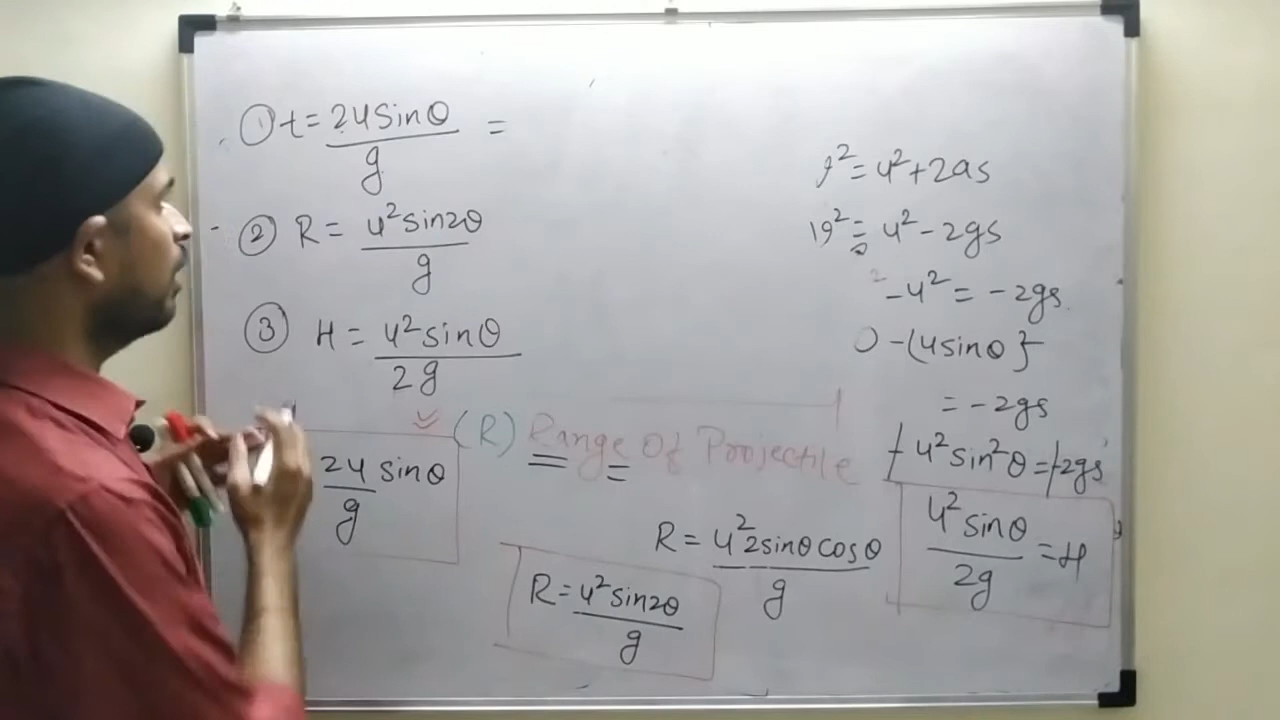 ① t = 2u sinθ / g =
② R = u² sin2θ / g
③ H = u² sinθ / 2g
2u sinθ / g
(R) Range Of Projectile
R = u² 2sinθ cosθ / g
R = u² sin2θ / g
v² = u² + 2as
v² = u² - 2gs
- u² = - 2gs
0 - (u sinθ)²
= - 2gs
- u² sin²θ = - 2gs
u² sinθ / 2g = H